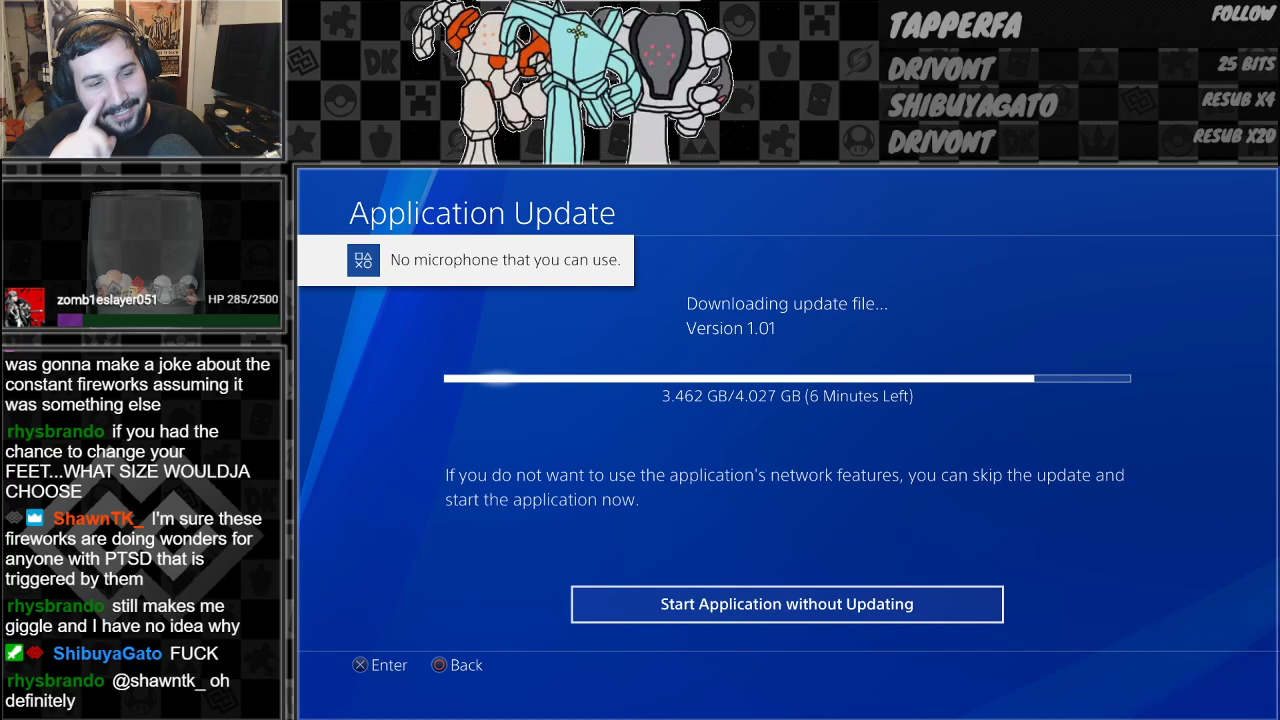 TAPPERFA
FOLLOW
DRIVONT
25 BITS
SHIBUYAGATO
RESUB X4
DRIVONT
RESUB X20
zomb1eslayer051
HP 285/2500
Application Update
No microphone that you can use.
Downloading update file...
Version 1.01
3.462 GB/4.027 GB (6 Minutes Left)
If you do not want to use the application's network features, you can skip the update and
start the application now.
Start Application without Updating
Enter
Back
was gonna make a joke about the
constant fireworks assuming it
was something else
rhysbrando if you had the
chance to change your
FEET...WHAT SIZE WOULDJA
CHOOSE
ShawnTK_ I'm sure these
fireworks are doing wonders for
anyone with PTSD that is
triggered by them
rhysbrando still makes me
giggle and I have no idea why
ShibuyaGato FUCK
rhysbrando @shawntk_ oh
definitely
DK
DK